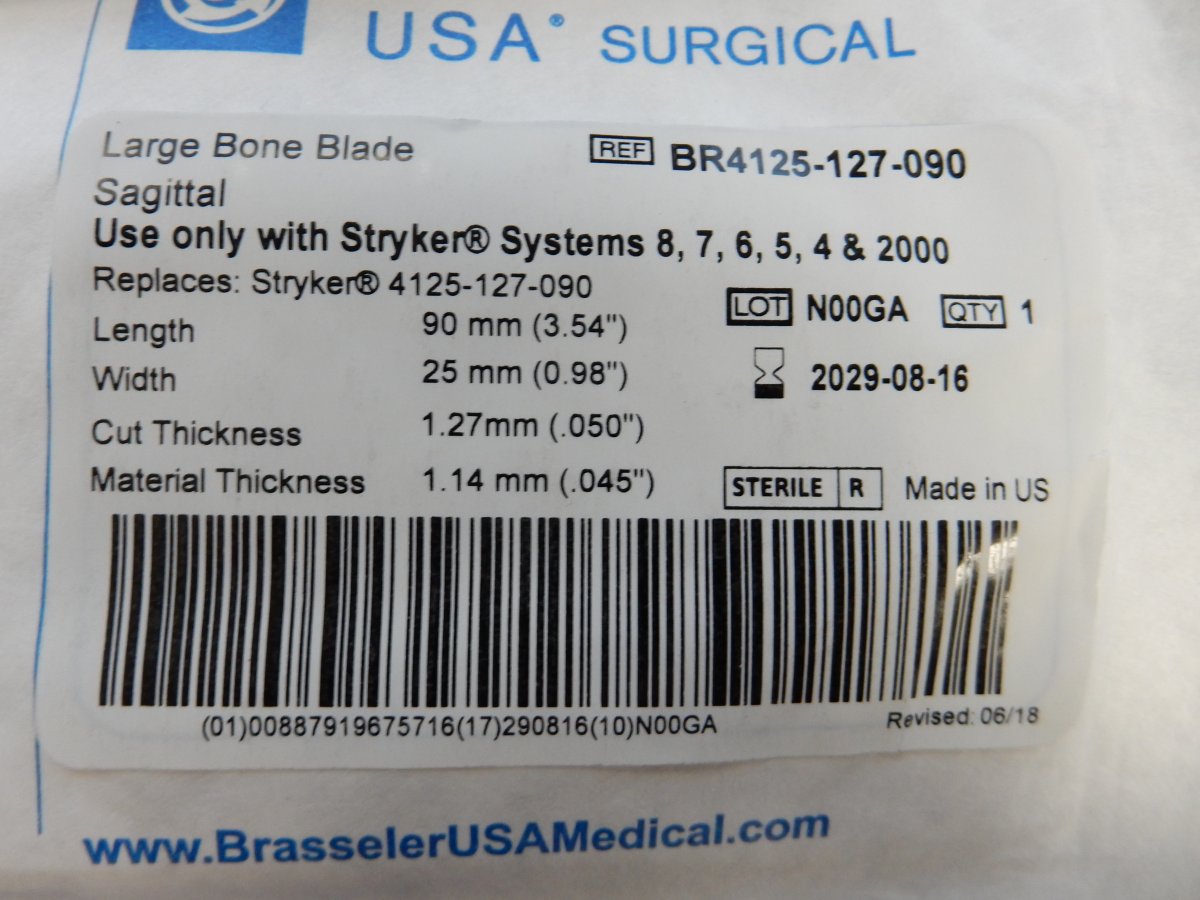 USA® SURGICAL
Large Bone Blade
REF BR4125-127-090
Sagittal
Use only with Stryker® Systems 8, 7, 6, 5, 4 & 2000
Replaces: Stryker® 4125-127-090
LOT N00GA QTY 1
Length 90 mm (3.54")
Width 25 mm (0.98")
2029-08-16
Cut Thickness 1.27mm (.050")
Material Thickness 1.14 mm (.045")
STERILE R Made in US
(01)00887919675716(17)290816(10)N00GA
Revised: 06/18
www.BrasselerUSAMedical.com